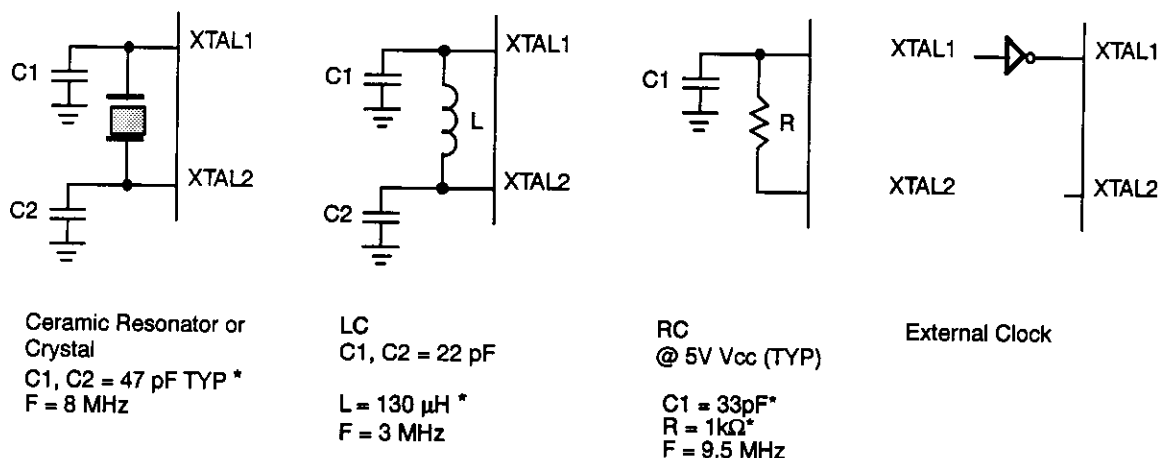 XTAL1
C1
XTAL2
C2
Ceramic Resonator or
Crystal
C1, C2 = 47 pF TYP *
F = 8 MHz
XTAL1
C1
L
XTAL2
C2
LC
C1, C2 = 22 pF
L = 130 µH *
F = 3 MHz
C1
R
RC
@ 5V Vcc (TYP)
C1 = 33pF*
R = 1kΩ*
F = 9.5 MHz
XTAL1
XTAL1
XTAL2
XTAL2
External Clock